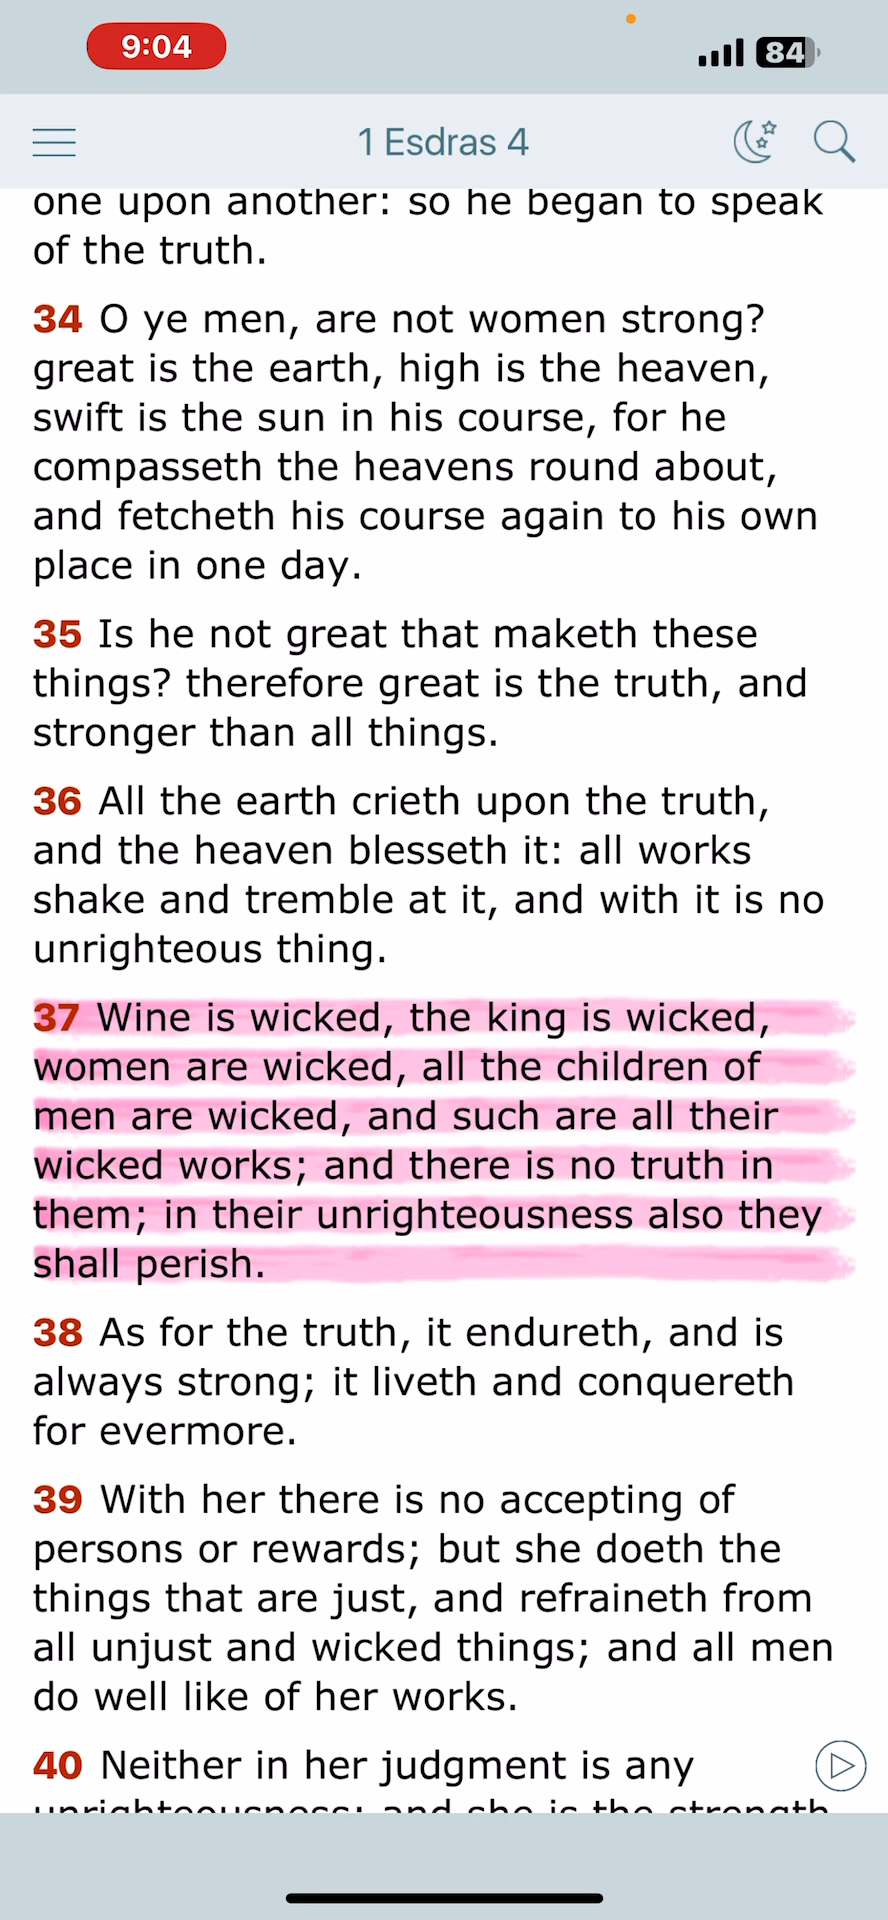 9:04
84
1 Esdras 4
one upon another: so he began to speak
of the truth.
34 O ye men, are not women strong?
great is the earth, high is the heaven,
swift is the sun in his course, for he
compasseth the heavens round about,
and fetcheth his course again to his own
place in one day.
35 Is he not great that maketh these
things? therefore great is the truth, and
stronger than all things.
36 All the earth crieth upon the truth,
and the heaven blesseth it: all works
shake and tremble at it, and with it is no
unrighteous thing.
37 Wine is wicked, the king is wicked,
women are wicked, all the children of
men are wicked, and such are all their
wicked works; and there is no truth in
them; in their unrighteousness also they
shall perish.
38 As for the truth, it endureth, and is
always strong; it liveth and conquereth
for evermore.
39 With her there is no accepting of
persons or rewards; but she doeth the
things that are just, and refraineth from
all unjust and wicked things; and all men
do well like of her works.
40 Neither in her judgment is any
unrighteousness; and she is the strength